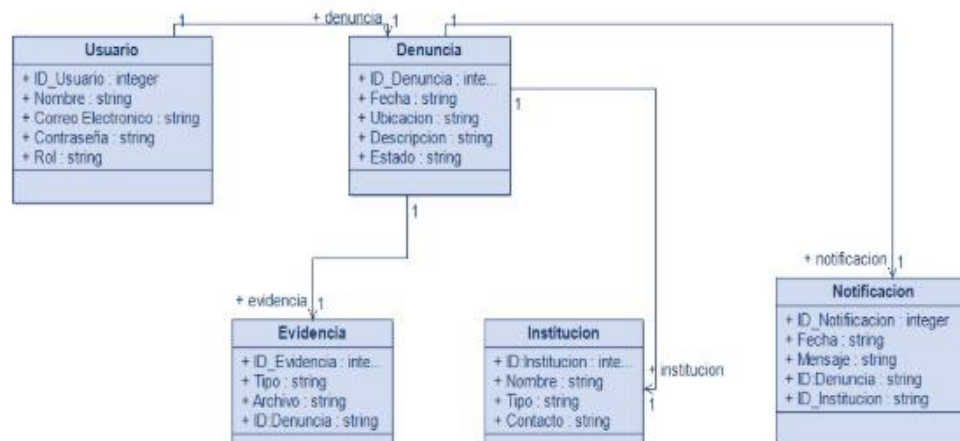 1
+ denuncia
1
1
Usuario
+ ID_Usuario : integer
+ Nombre : string
+ Correo Electronico : string
+ Contraseña : string
+ Rol : string
Denuncia
+ ID_Denuncia : inte...
+ Fecha : string
+ Ubicacion : string
+ Descripcion : string
+ Estado : string
1
1
+ evidencia
1
+ notificacion
1
Evidencia
+ ID_Evidencia : inte...
+ Tipo : string
+ Archivo : string
+ ID:Denuncia : string
Institucion
+ ID:Institucion : inte...
+ Nombre : string
+ Tipo : string
+ Contacto : string
+ institucion
1
Notificacion
+ ID_Notificacion : integer
+ Fecha : string
+ Mensaje : string
+ ID:Denuncia : string
+ ID_Institucion : string